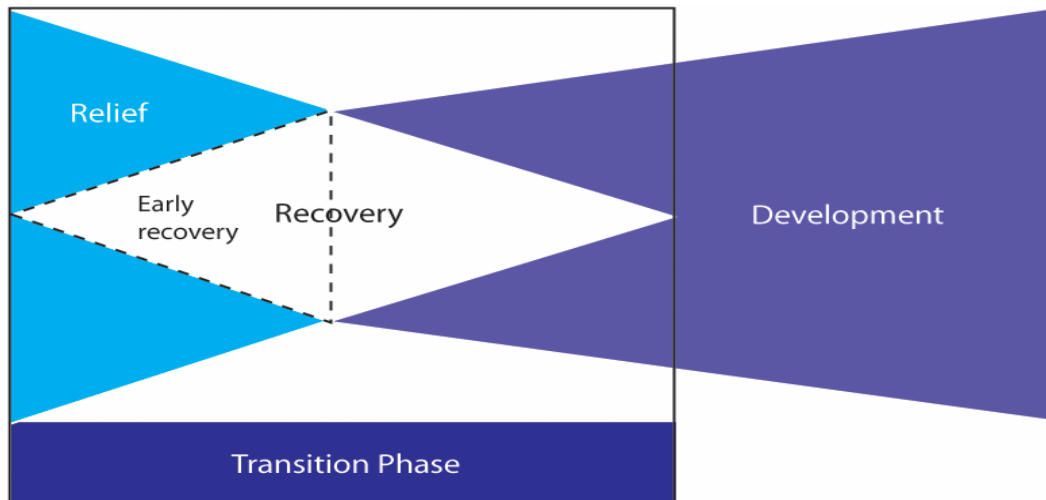 Relief
Early
recovery
Recovery
Development
Transition Phase